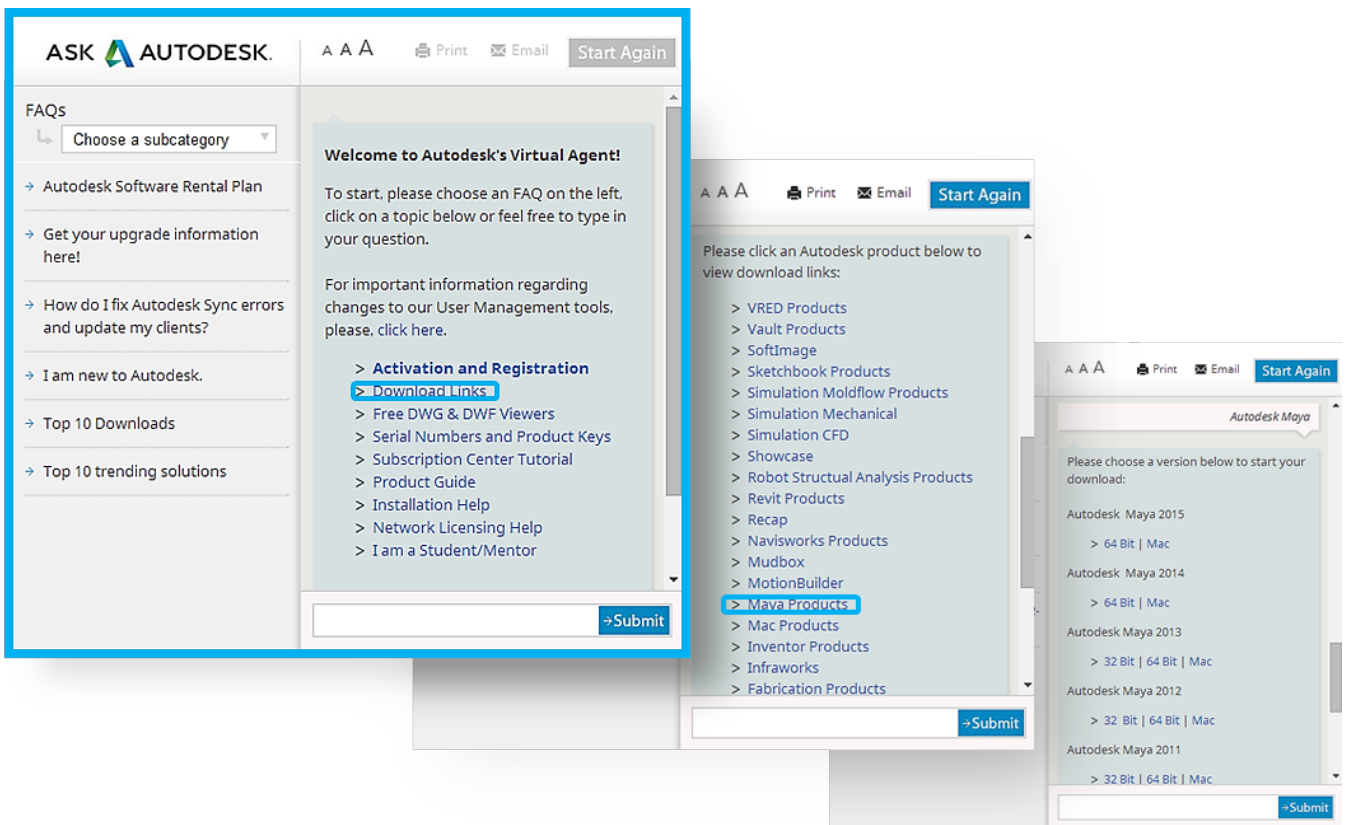 ASK AUTODESK.
A A A Print Email Start Again
FAQs
Choose a subcategory
→ Autodesk Software Rental Plan
→ Get your upgrade information
here!
→ How do I fix Autodesk Sync errors
and update my clients?
→ I am new to Autodesk.
→ Top 10 Downloads
→ Top 10 trending solutions
Welcome to Autodesk's Virtual Agent!
To start, please choose an FAQ on the left,
click on a topic below or feel free to type in
your question.
For important information regarding
changes to our User Management tools,
please, click here.
> Activation and Registration
> Download Links
> Free DWG & DWF Viewers
> Serial Numbers and Product Keys
> Subscription Center Tutorial
> Product Guide
> Installation Help
> Network Licensing Help
> I am a Student/Mentor
→Submit
A A A Print Email Start Again
Please click an Autodesk product below to
view download links:
> VRED Products
> Vault Products
> SoftImage
> Sketchbook Products
> Simulation Moldflow Products
> Simulation Mechanical
> Simulation CFD
> Showcase
> Robot Structual Analysis Products
> Revit Products
> Recap
> Navisworks Products
> Mudbox
> MotionBuilder
> Maya Products
> Mac Products
> Inventor Products
> Infraworks
> Fabrication Products
→Submit
A A A Print Email Start Again
Autodesk Maya
Please choose a version below to start your
download:
Autodesk Maya 2015
> 64 Bit | Mac
Autodesk Maya 2014
> 64 Bit | Mac
Autodesk Maya 2013
> 32 Bit | 64 Bit | Mac
Autodesk Maya 2012
> 32 Bit | 64 Bit | Mac
Autodesk Maya 2011
> 32 Bit | 64 Bit | Mac
→Submit